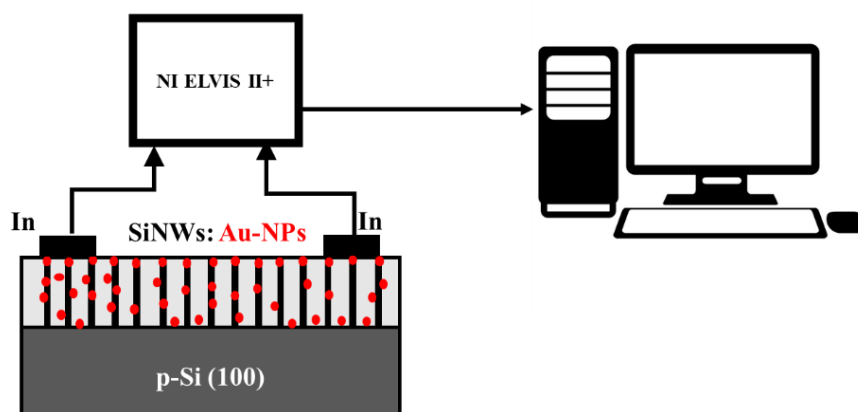 NI ELVIS II+
In
In
SiNWs: Au-NPs
p-Si (100)